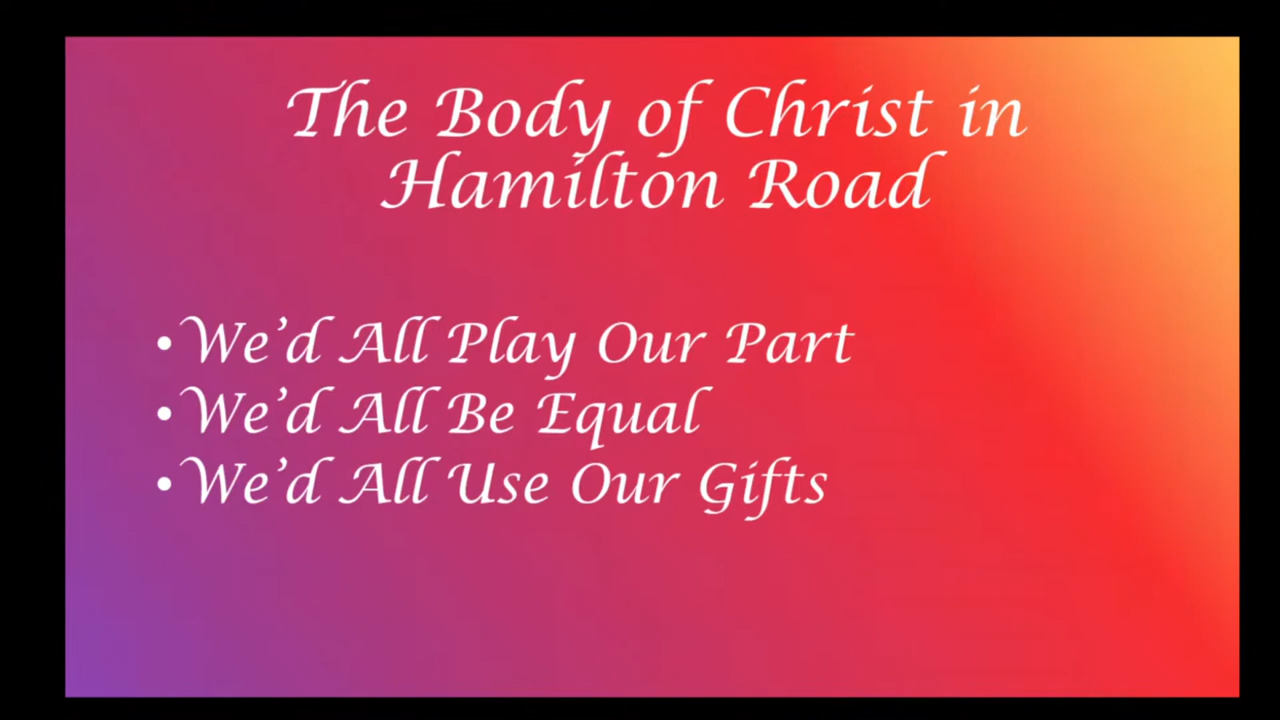 The Body of Christ in
Hamilton Road
• We’d All Play Our Part
• We’d All Be Equal
• We’d All Use Our Gifts